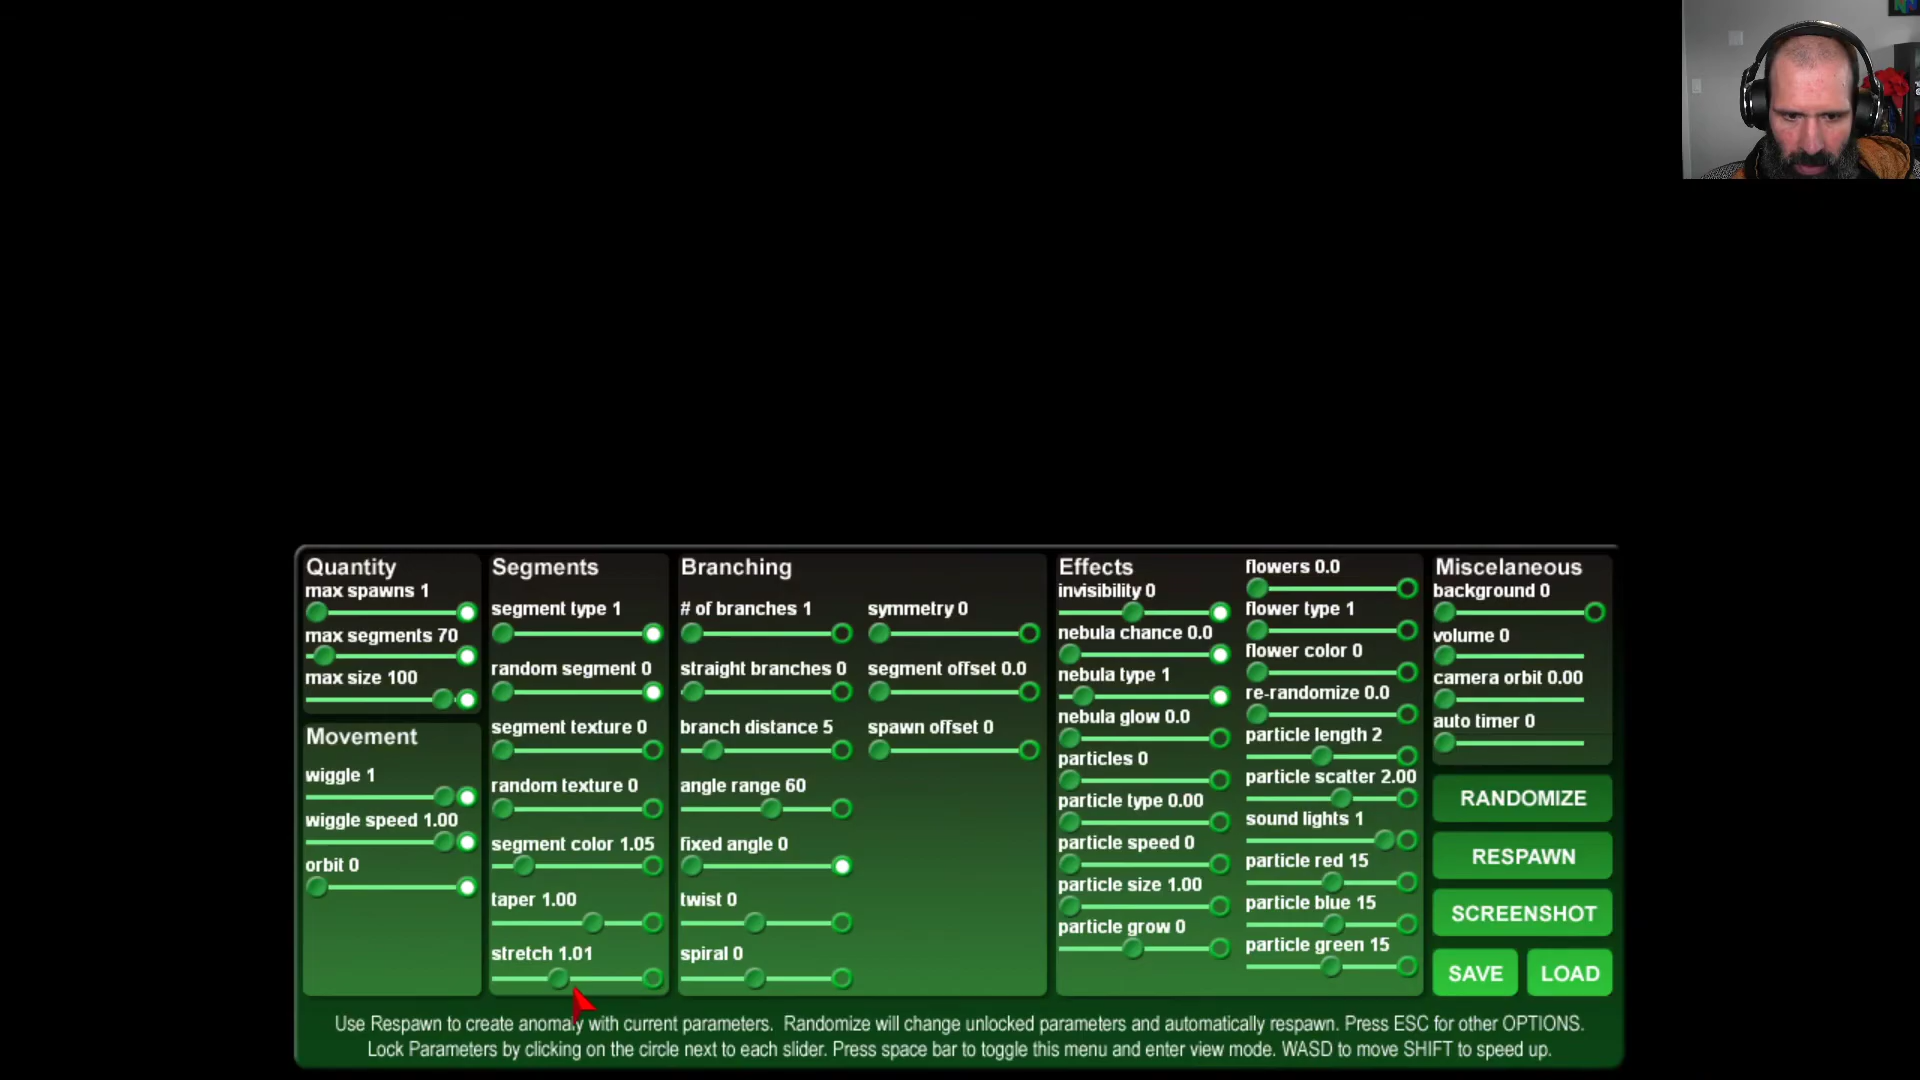 Quantity
max spawns 1
max segments 70
max size 100
Movement
wiggle 1
wiggle speed 1.00
orbit 0
Segments
segment type 1
random segment 0
segment texture 0
random texture 0
segment color 1.05
taper 1.00
stretch 1.01
Branching
# of branches 1
straight branches 0
branch distance 5
angle range 60
fixed angle 0
twist 0
spiral 0
symmetry 0
segment offset 0.0
spawn offset 0
Effects
invisibility 0
nebula chance 0.0
nebula type 1
nebula glow 0.0
particles 0
particle type 0.00
particle speed 0
particle size 1.00
particle grow 0
flowers 0.0
flower type 1
flower color 0
re-randomize 0.0
particle length 2
particle scatter 2.00
sound lights 1
particle red 15
particle blue 15
particle green 15
Miscelaneous
background 0
volume 0
camera orbit 0.00
auto timer 0
RANDOMIZE
RESPAWN
SCREENSHOT
SAVE LOAD
Use Respawn to create anomaly with current parameters. Randomize will change unlocked parameters and automatically respawn. Press ESC for other OPTIONS.
Lock Parameters by clicking on the circle next to each slider. Press space bar to toggle this menu and enter view mode. WASD to move SHIFT to speed up.